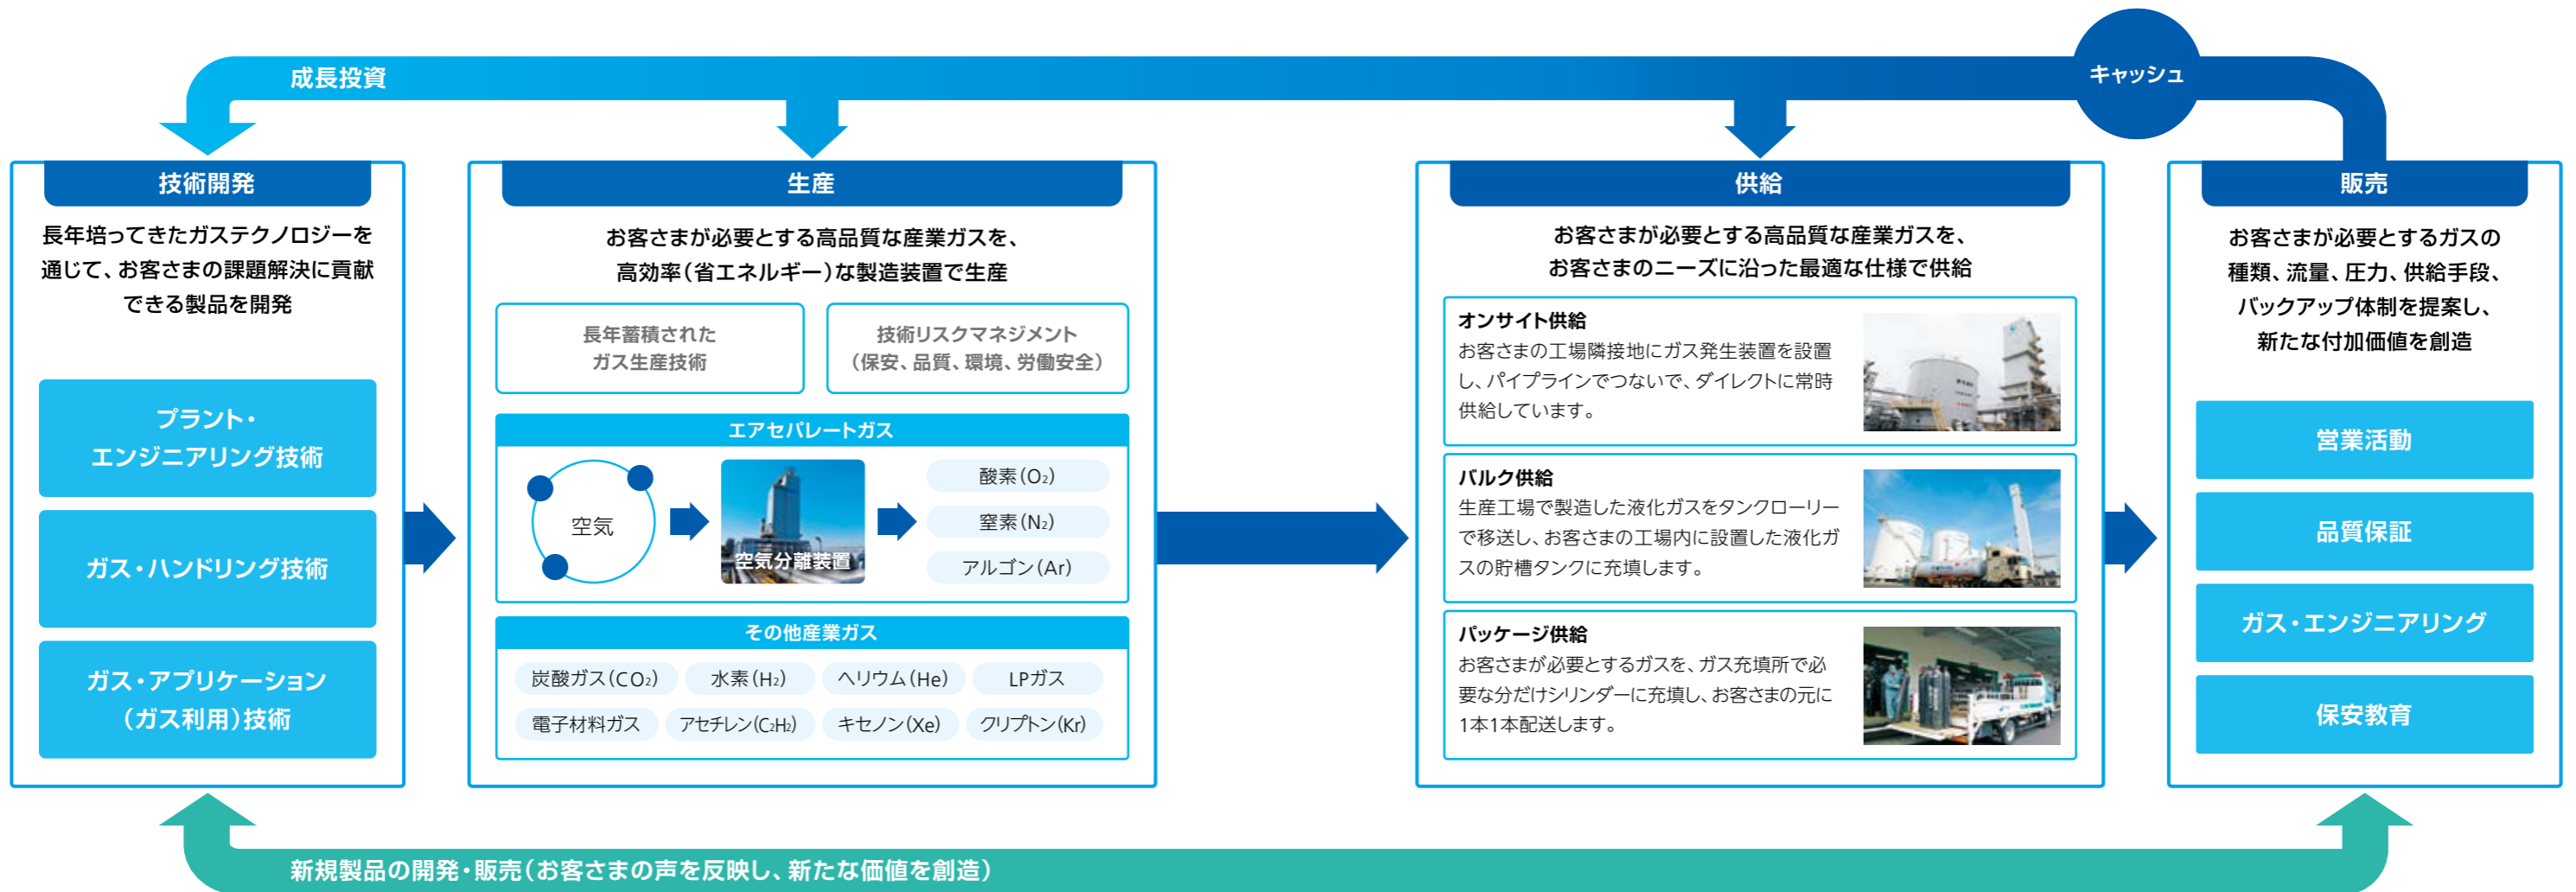 成長投資
キャッシュ
技術開発
長年培ってきたガステクノロジーを
通じて、お客さまの課題解決に貢献
できる製品を開発
プラント・
エンジニアリング技術
ガス・ハンドリング技術
ガス・アプリケーション
（ガス利用）技術
生産
お客さまが必要とする高品質な産業ガスを、
高効率（省エネルギー）な製造装置で生産
長年蓄積された
ガス生産技術
技術リスクマネジメント
（保安、品質、環境、労働安全）
エアセパレートガス
空気
空気分離装置
酸素（O₂）
窒素（N₂）
アルゴン（Ar）
その他産業ガス
炭酸ガス（CO₂）
水素（H₂）
ヘリウム（He）
LPガス
電子材料ガス
アセチレン（C₂H₂）
キセノン（Xe）
クリプトン（Kr）
供給
お客さまが必要とする高品質な産業ガスを、
お客さまのニーズに沿った最適な仕様で供給
オンサイト供給
お客さまの工場隣接地にガス発生装置を設置
し、パイプラインでつないで、ダイレクトに常時
供給しています。
バルク供給
生産工場で製造した液化ガスをタンクローリー
で移送し、お客さまの工場内に設置した液化ガ
スの貯槽タンクに充填します。
パッケージ供給
お客さまが必要とするガスを、ガス充填所で必
要な分だけシリンダーに充填し、お客さまの元に
1本1本配送します。
販売
お客さまが必要とするガスの
種類、流量、圧力、供給手段、
バックアップ体制を提案し、
新たな付加価値を創造
営業活動
品質保証
ガス・エンジニアリング
保安教育
新規製品の開発・販売（お客さまの声を反映し、新たな価値を創造）